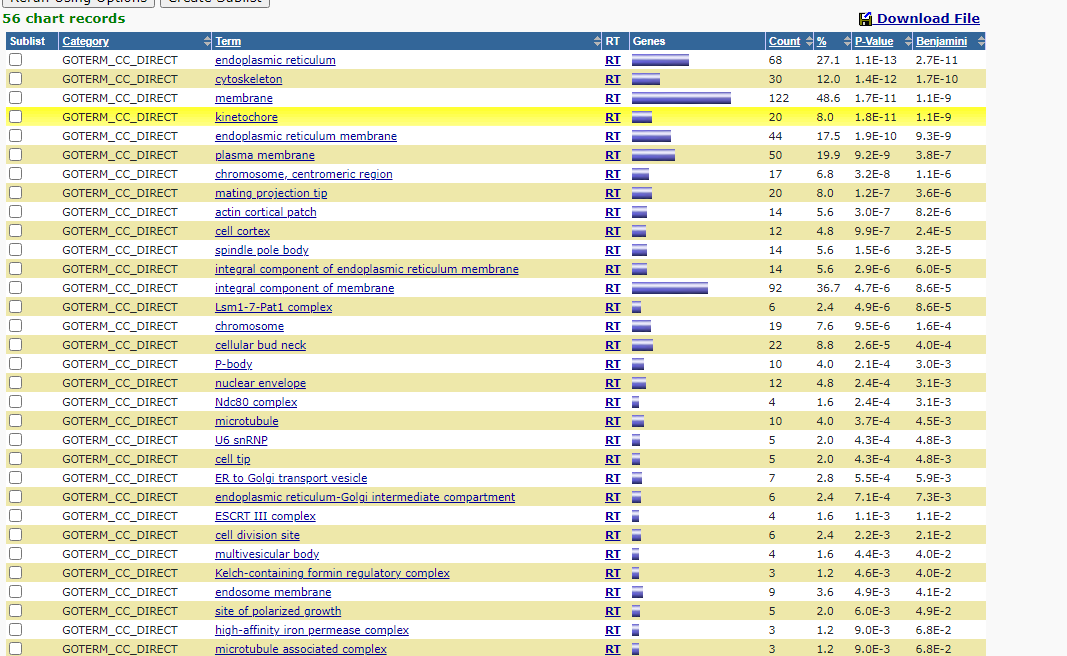 Rerun Using Options Create Sublist
56 chart records Download File
Sublist Category Term RT Genes Count % P-Value Benjamini
GOTERM_CC_DIRECT endoplasmic reticulum RT 68 27.1 1.1E-13 2.7E-11
GOTERM_CC_DIRECT cytoskeleton RT 30 12.0 1.4E-12 1.7E-10
GOTERM_CC_DIRECT membrane RT 122 48.6 1.7E-11 1.1E-9
GOTERM_CC_DIRECT kinetochore RT 20 8.0 1.8E-11 1.1E-9
GOTERM_CC_DIRECT endoplasmic reticulum membrane RT 44 17.5 1.9E-10 9.3E-9
GOTERM_CC_DIRECT plasma membrane RT 50 19.9 9.2E-9 3.8E-7
GOTERM_CC_DIRECT chromosome, centromeric region RT 17 6.8 3.2E-8 1.1E-6
GOTERM_CC_DIRECT mating projection tip RT 20 8.0 1.2E-7 3.6E-6
GOTERM_CC_DIRECT actin cortical patch RT 14 5.6 3.0E-7 8.2E-6
GOTERM_CC_DIRECT cell cortex RT 12 4.8 9.9E-7 2.4E-5
GOTERM_CC_DIRECT spindle pole body RT 14 5.6 1.5E-6 3.2E-5
GOTERM_CC_DIRECT integral component of endoplasmic reticulum membrane RT 14 5.6 2.9E-6 6.0E-5
GOTERM_CC_DIRECT integral component of membrane RT 92 36.7 4.7E-6 8.6E-5
GOTERM_CC_DIRECT Lsm1-7-Pat1 complex RT 6 2.4 4.9E-6 8.6E-5
GOTERM_CC_DIRECT chromosome RT 19 7.6 9.5E-6 1.6E-4
GOTERM_CC_DIRECT cellular bud neck RT 22 8.8 2.6E-5 4.0E-4
GOTERM_CC_DIRECT P-body RT 10 4.0 2.1E-4 3.0E-3
GOTERM_CC_DIRECT nuclear envelope RT 12 4.8 2.4E-4 3.1E-3
GOTERM_CC_DIRECT Ndc80 complex RT 4 1.6 2.4E-4 3.1E-3
GOTERM_CC_DIRECT microtubule RT 10 4.0 3.7E-4 4.5E-3
GOTERM_CC_DIRECT U6 snRNP RT 5 2.0 4.3E-4 4.8E-3
GOTERM_CC_DIRECT cell tip RT 5 2.0 4.3E-4 4.8E-3
GOTERM_CC_DIRECT ER to Golgi transport vesicle RT 7 2.8 5.5E-4 5.9E-3
GOTERM_CC_DIRECT endoplasmic reticulum-Golgi intermediate compartment RT 6 2.4 7.1E-4 7.3E-3
GOTERM_CC_DIRECT ESCRT III complex RT 4 1.6 1.1E-3 1.1E-2
GOTERM_CC_DIRECT cell division site RT 6 2.4 2.2E-3 2.1E-2
GOTERM_CC_DIRECT multivesicular body RT 4 1.6 4.4E-3 4.0E-2
GOTERM_CC_DIRECT Kelch-containing formin regulatory complex RT 3 1.2 4.6E-3 4.0E-2
GOTERM_CC_DIRECT endosome membrane RT 9 3.6 4.9E-3 4.1E-2
GOTERM_CC_DIRECT site of polarized growth RT 5 2.0 6.0E-3 4.9E-2
GOTERM_CC_DIRECT high-affinity iron permease complex RT 3 1.2 9.0E-3 6.8E-2
GOTERM_CC_DIRECT microtubule associated complex RT 3 1.2 9.0E-3 6.8E-2